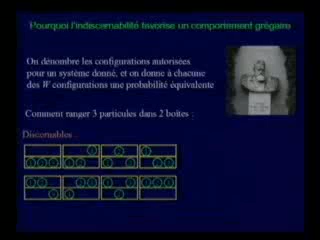 Pourquoi l'indiscernabilité favorise un comportement grégaire
On dénombre les configurations autorisées
pour un système donné, et on donne à chacune
des W configurations une probabilité équivalente
Comment ranger 3 particules dans 2 boîtes :
Discernables :